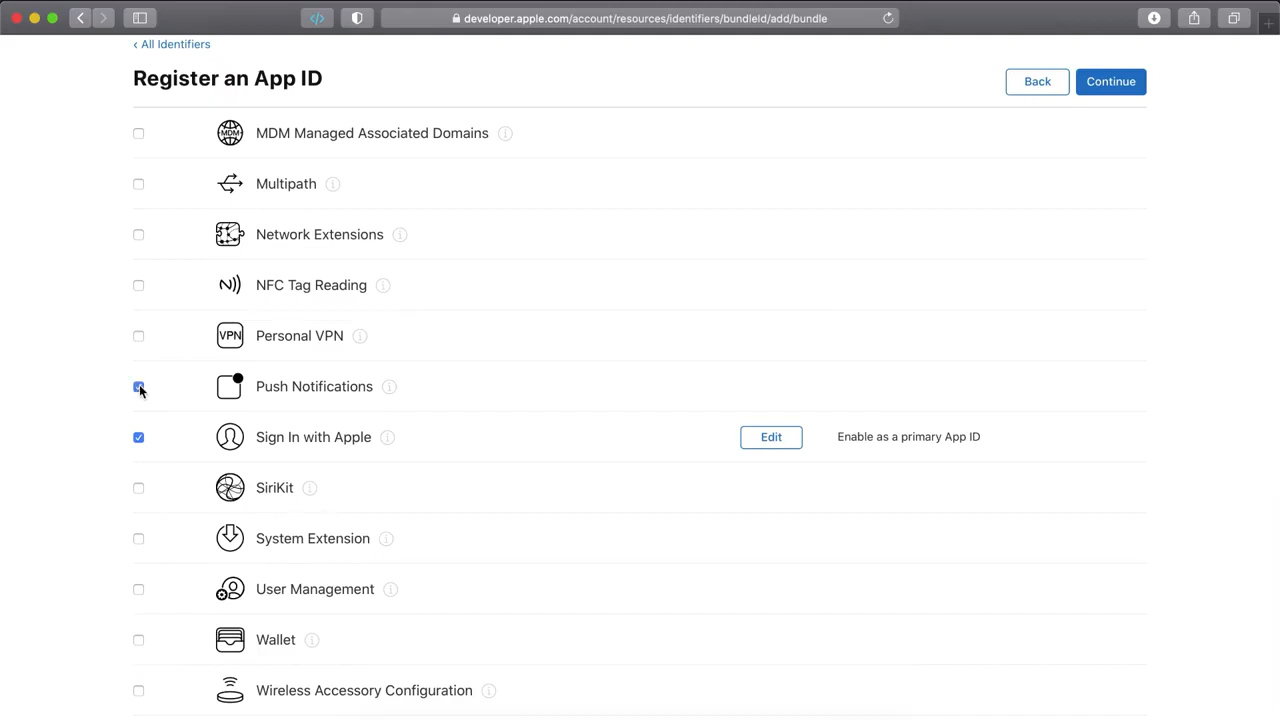 developer.apple.com/account/resources/identifiers/bundleid/add/bundle
‹ All Identifiers
Register an App ID
Back
Continue
MDM
MDM Managed Associated Domains
Multipath
Network Extensions
NFC Tag Reading
VPN
Personal VPN
Push Notifications
Sign In with Apple
Edit
Enable as a primary App ID
SiriKit
System Extension
User Management
Wallet
Wireless Accessory Configuration